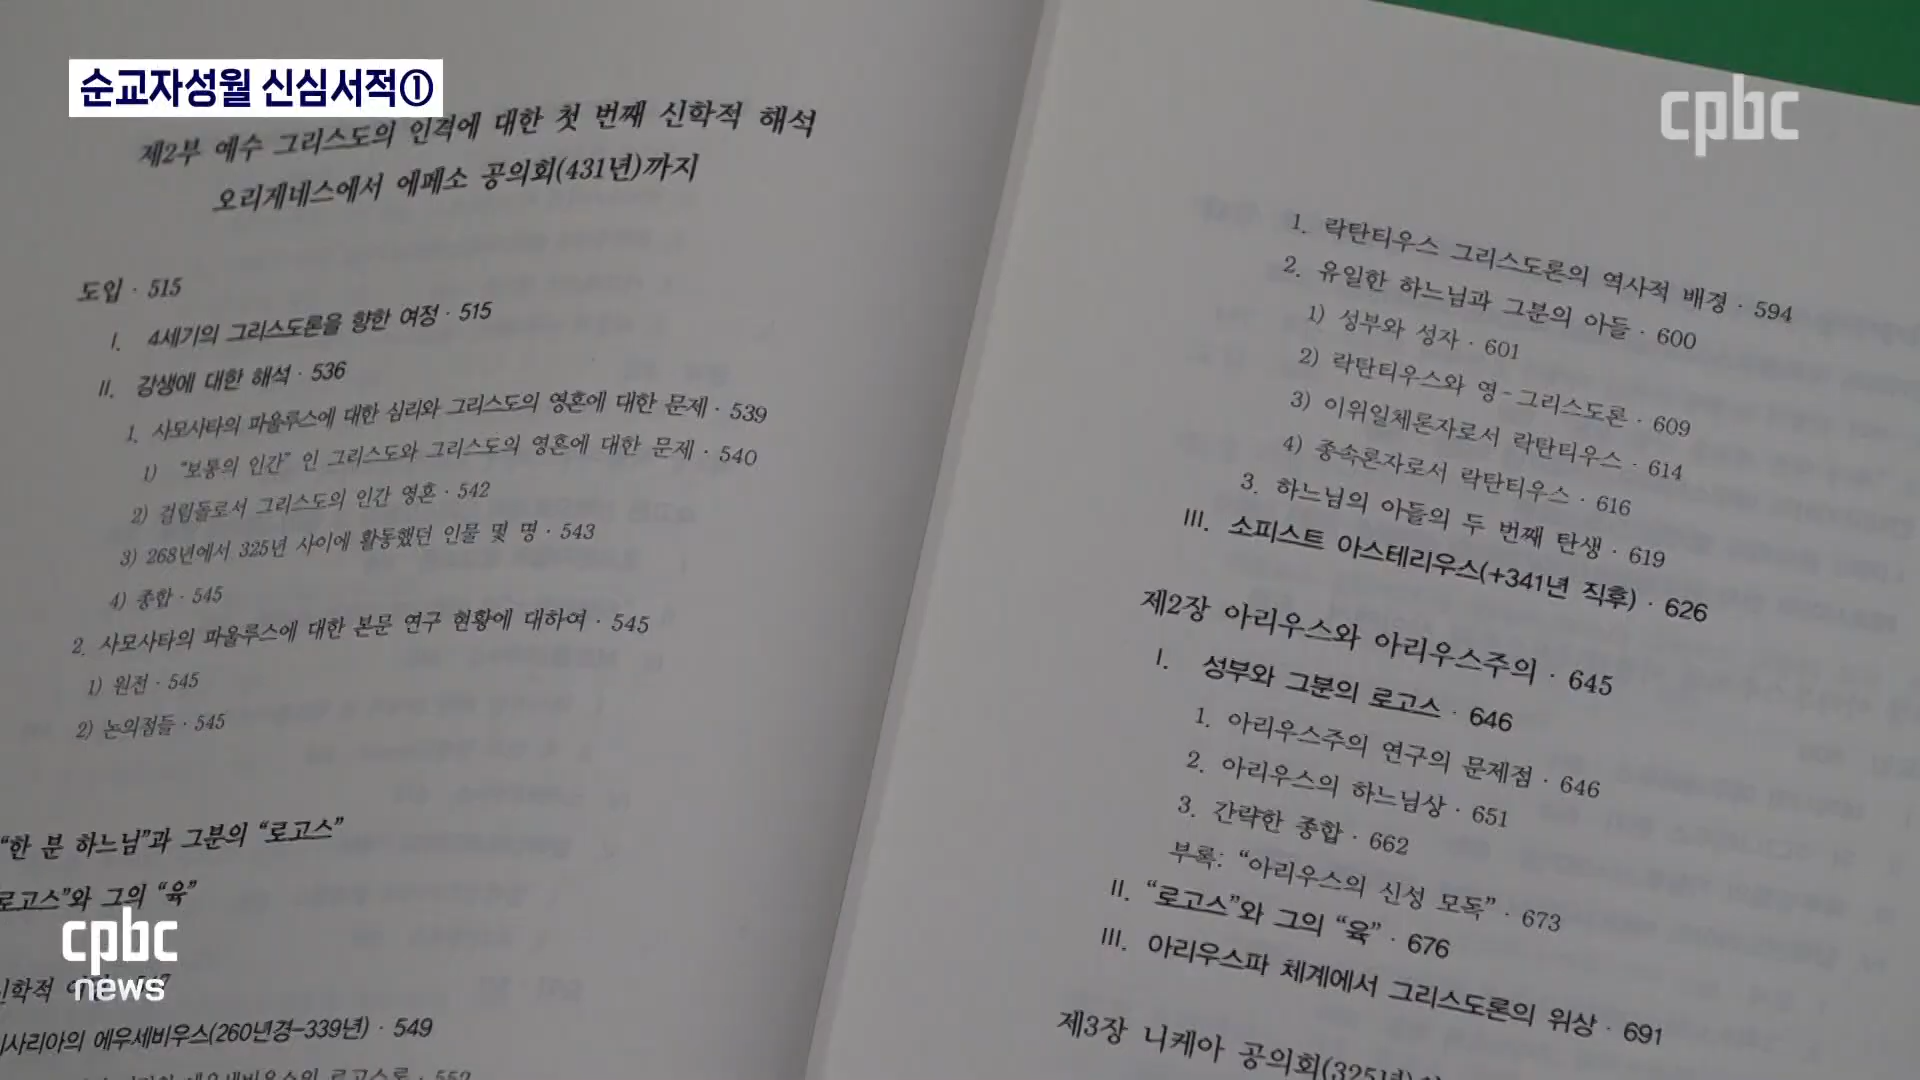 순교자성월 신심서적①
cpbc
제2부 예수 그리스도의 인격에 대한 첫 번째 신학적 해석
오리게네스에서 에페소 공의회(431년)까지
도입 · 515
I. 4세기의 그리스도론을 향한 여정 · 515
II. 강생에 대한 해석 · 536
1. 사모사타의 파울루스에 대한 심리와 그리스도의 영혼에 대한 문제 · 539
1) “보통의 인간” 인 그리스도와 그리스도의 영혼에 대한 문제 · 540
2) 걸림돌로서 그리스도의 인간 영혼 · 542
3) 268년에서 325년 사이에 활동했던 인물 몇 명 · 543
4) 종합 · 545
2. 사모사타의 파울루스에 대한 본문 연구 현황에 대하여 · 545
1) 원전 · 545
2) 논의점들 · 545
“한 분 하느님”과 그분의 “로고스”
로고스”와 그의 “육”
신학적
에우세비우스(260년경-339년) · 549
cpbc
news
1. 락탄티우스 그리스도론의 역사적 배경 · 594
2. 유일한 하느님과 그분의 아들 · 600
1) 성부와 성자 · 601
2) 락탄티우스와 영-그리스도론 · 609
3) 이위일체론자로서 락탄티우스 · 614
4) 종속론자로서 락탄티우스 · 616
3. 하느님의 아들의 두 번째 탄생 · 619
III. 소피스트 아스테리우스(+341년 직후) · 626
제2장 아리우스와 아리우스주의 · 645
I. 성부와 그분의 로고스 · 646
1. 아리우스주의 연구의 문제점 · 646
2. 아리우스의 하느님상 · 651
3. 간략한 종합 · 662
부록: “아리우스의 신성 모독” · 673
II. “로고스”와 그의 “육” · 676
III. 아리우스파 체계에서 그리스도론의 위상 · 691
제3장 니케아 공의회(325년)